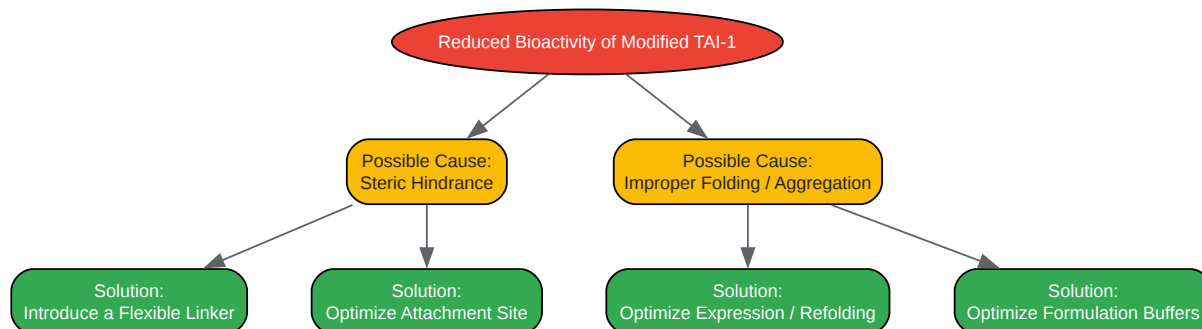 Reduced Bioactivity of Modified TAI-1
Possible Cause:
Steric Hindrance
Possible Cause:
Improper Folding / Aggregation
Solution:
Introduce a Flexible Linker
Solution:
Optimize Attachment Site
Solution:
Optimize Expression / Refolding
Solution:
Optimize Formulation Buffers